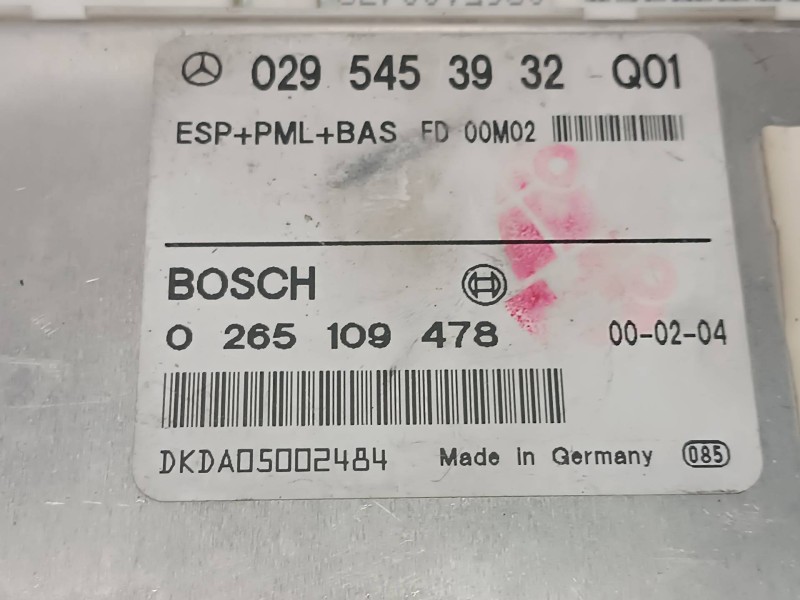 029 545 39 32 Q01
ESP+PML+BAS FD 00M02
BOSCH
0 265 109 478 00-02-04
DKDA05002484 Made in Germany 085